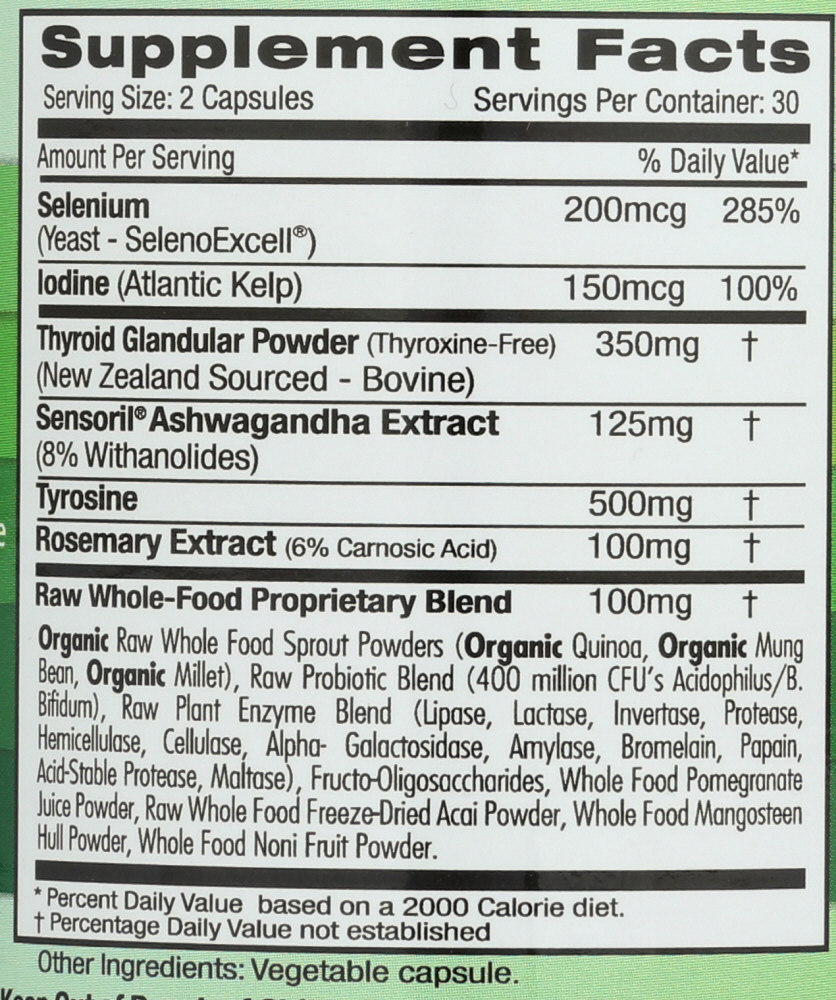 Supplement Facts
Serving Size: 2 Capsules Servings Per Container: 30
Amount Per Serving % Daily Value*
Selenium 200mcg 285%
(Yeast - SelenoExcell®)
Iodine (Atlantic Kelp) 150mcg 100%
Thyroid Glandular Powder (Thyroxine-Free) 350mg †
(New Zealand Sourced - Bovine)
Sensoril® Ashwagandha Extract 125mg †
(8% Withanolides)
Tyrosine 500mg †
Rosemary Extract (6% Carnosic Acid) 100mg †
Raw Whole-Food Proprietary Blend 100mg †
Organic Raw Whole Food Sprout Powders (Organic Quinoa, Organic Mung
Bean, Organic Millet), Raw Probiotic Blend (400 million CFU's Acidophilus/B.
Bifidum), Raw Plant Enzyme Blend (Lipase, Lactase, Invertase, Protease,
Hemicellulase, Cellulase, Alpha- Galactosidase, Amylase, Bromelain, Papain,
Acid-Stable Protease, Maltase), Fructo-Oligosaccharides, Whole Food Pomegranate
Juice Powder, Raw Whole Food Freeze-Dried Acai Powder, Whole Food Mangosteen
Hull Powder, Whole Food Noni Fruit Powder.
* Percent Daily Value based on a 2000 Calorie diet.
† Percentage Daily Value not established
Other Ingredients: Vegetable capsule.